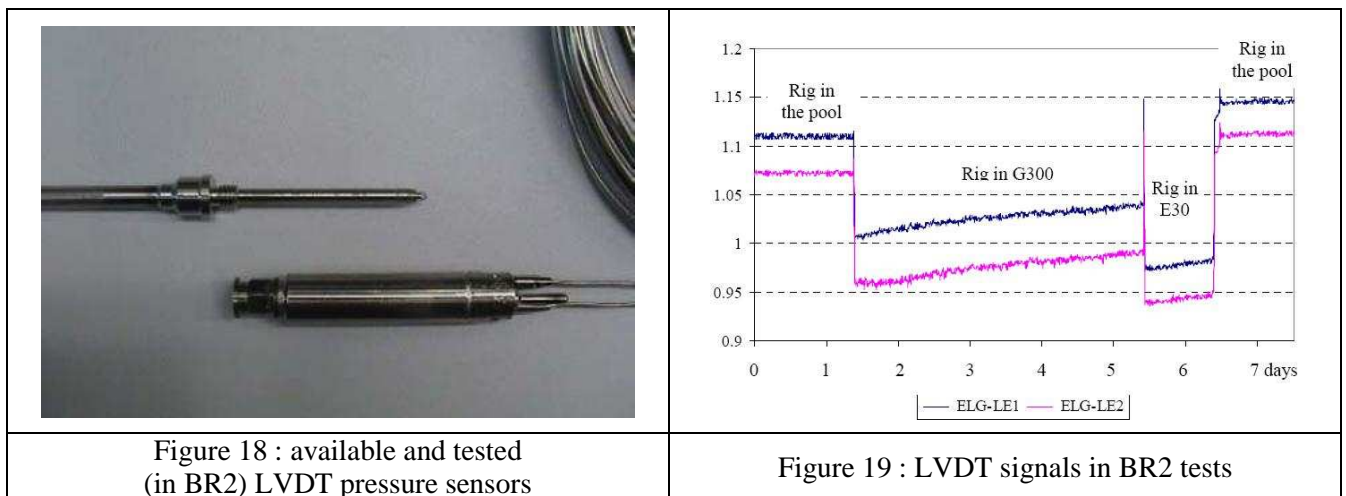 1.2
1.15
1.1
1.05
1
0.95
0.9
Rig in
the pool
Rig in G300
Rig in
E30
Rig in
the pool
0 1 2 3 4 5 6 7 days
ELG-LE1 ELG-LE2
Figure 18 : available and tested
(in BR2) LVDT pressure sensors
Figure 19 : LVDT signals in BR2 tests